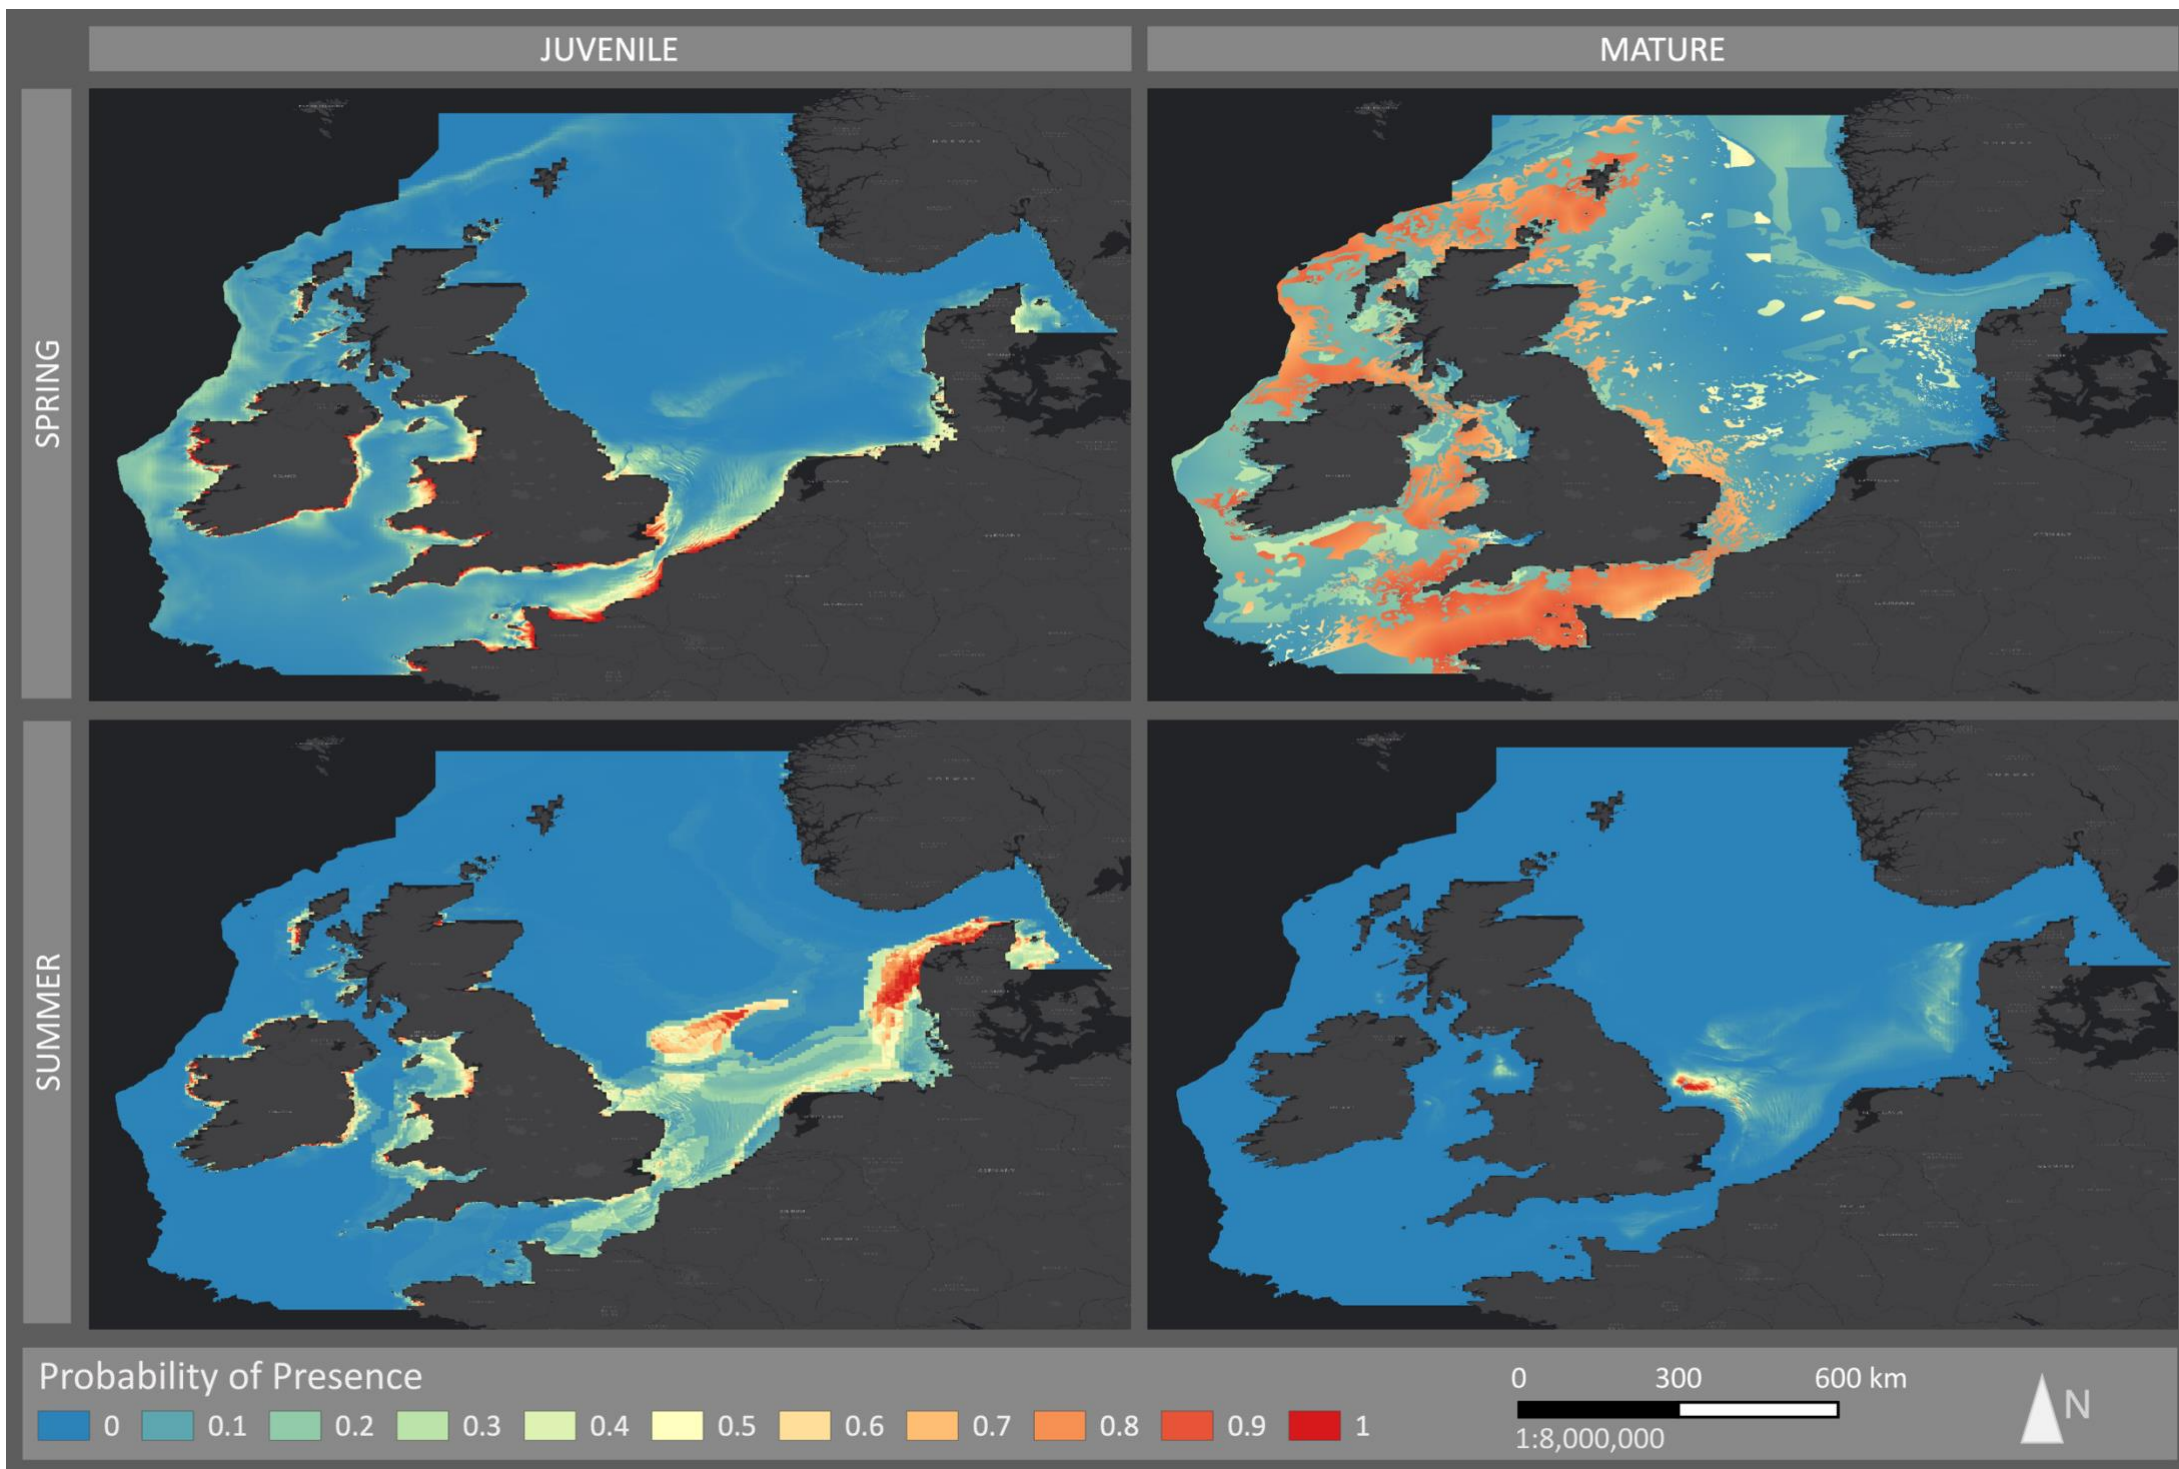 JUVENILE
MATURE
SPRING
SUMMER
Probability of Presence
0 0.1 0.2 0.3 0.4 0.5 0.6 0.7 0.8 0.9 1
0 300 600 km
1:8,000,000
N